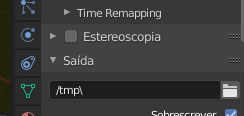 Time Remapping
Estereoscopia
Saída
/tmp\
Sobrescrever